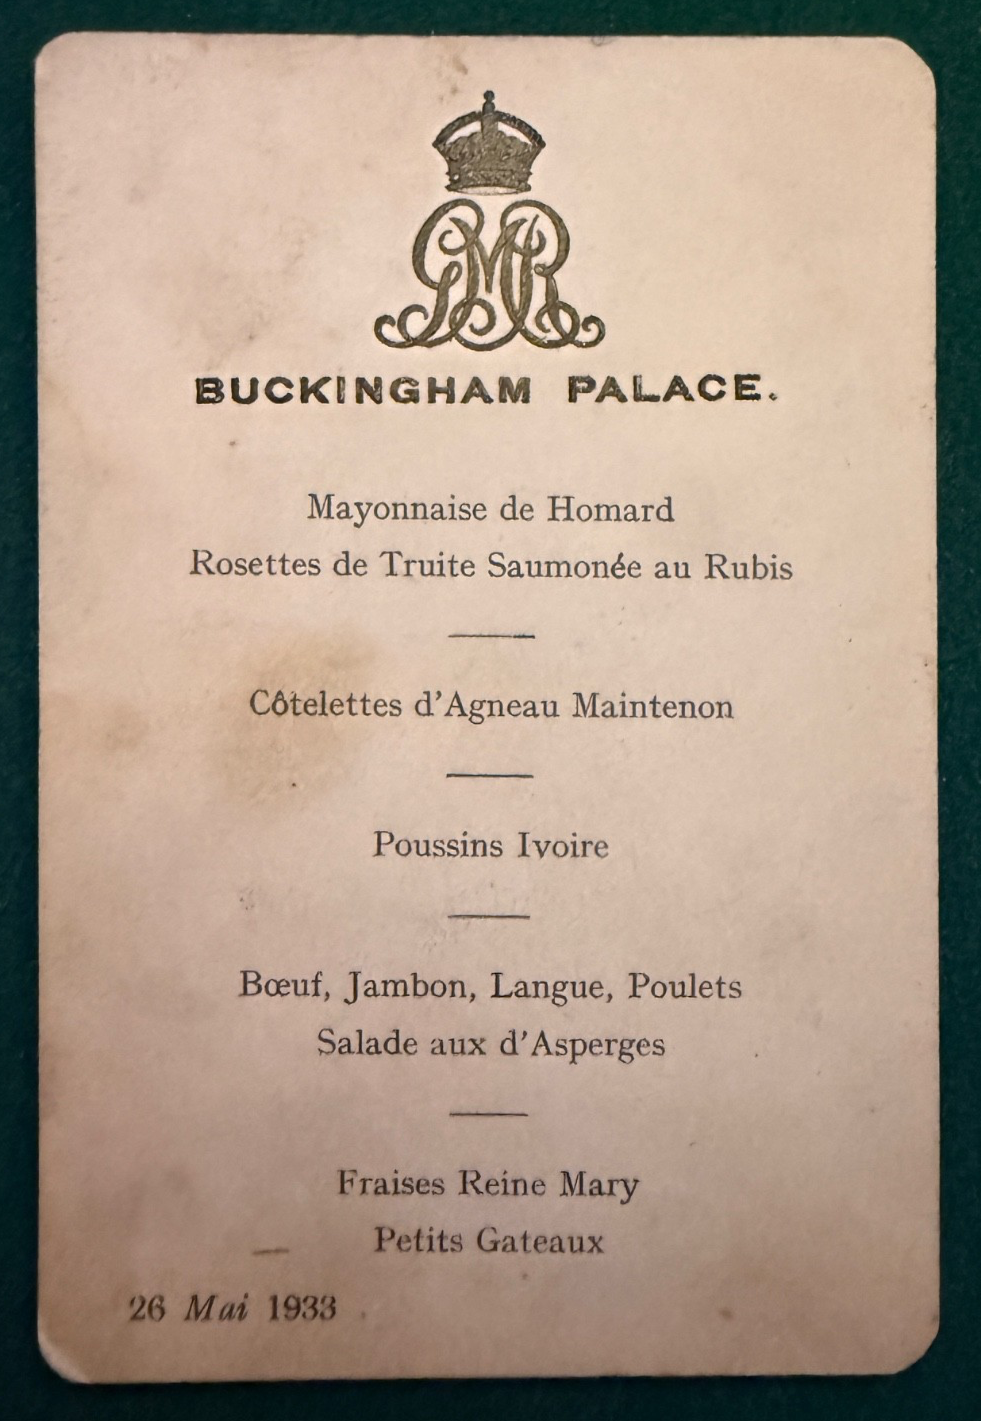 GMR
BUCKINGHAM PALACE.
Mayonnaise de Homard
Rosettes de Truite Saumonée au Rubis
Côtelettes d'Agneau Maintenon
Poussins Ivoire
Bœuf, Jambon, Langue, Poulets
Salade aux d'Asperges
Fraises Reine Mary
Petits Gateaux
26 Mai 1933